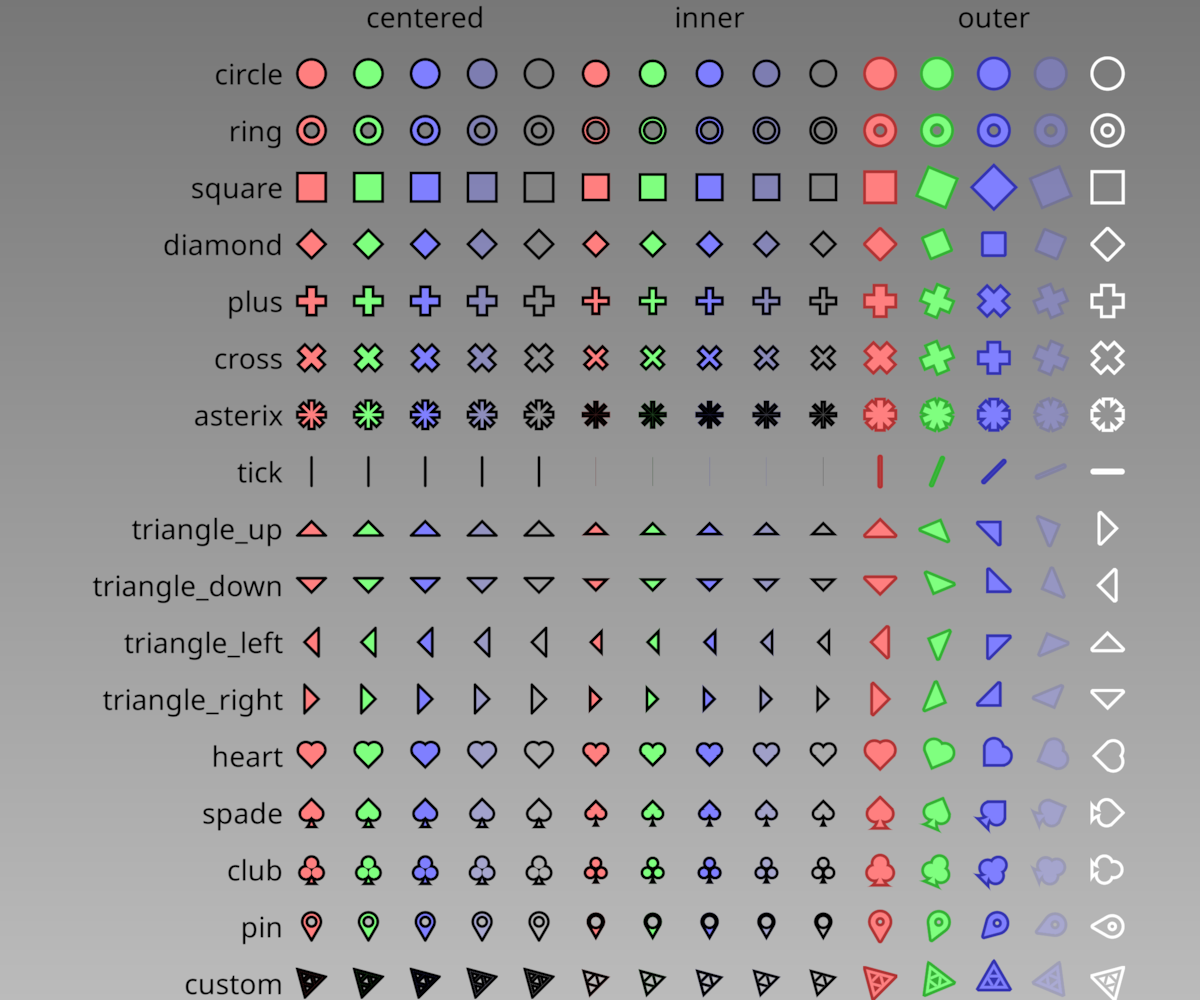 centered inner outer
circle
ring
square
diamond
plus
cross
asterix
tick
triangle_up
triangle_down
triangle_left
triangle_right
heart
spade
club
pin
custom